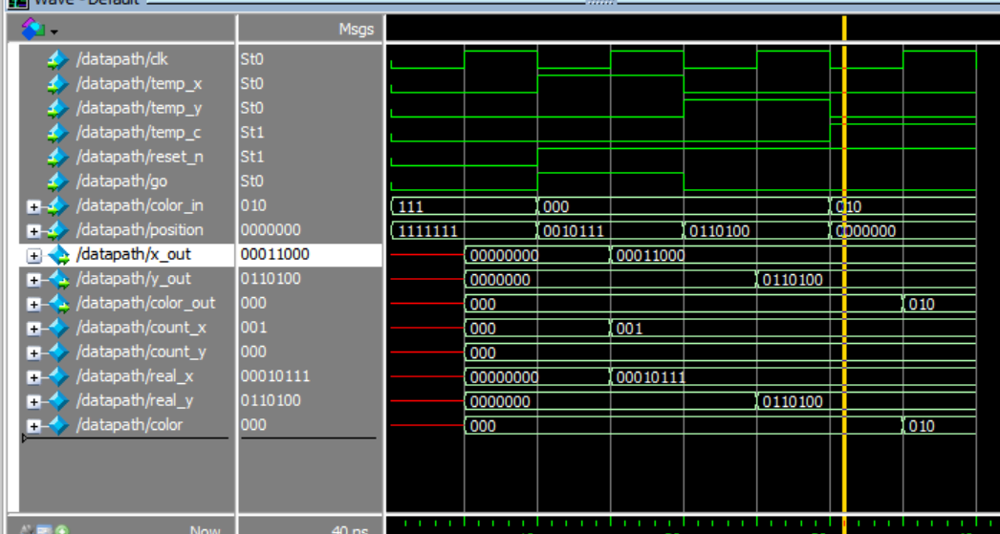 Wave - Default
Msgs
/datapath/clk St0
/datapath/temp_x St0
/datapath/temp_y St0
/datapath/temp_c St1
/datapath/reset_n St1
/datapath/go St0
/datapath/color_in 010 111 000 010
/datapath/position 0000000 1111111 0010111 0110100 0000000
/datapath/x_out 00011000 00000000 00011000
/datapath/y_out 0110100 0000000 0110100
/datapath/color_out 000 000 010
/datapath/count_x 001 000 001
/datapath/count_y 000 000
/datapath/real_x 00010111 00000000 00010111
/datapath/real_y 0110100 0000000 0110100
/datapath/color 000 000 010
Now 40 ns